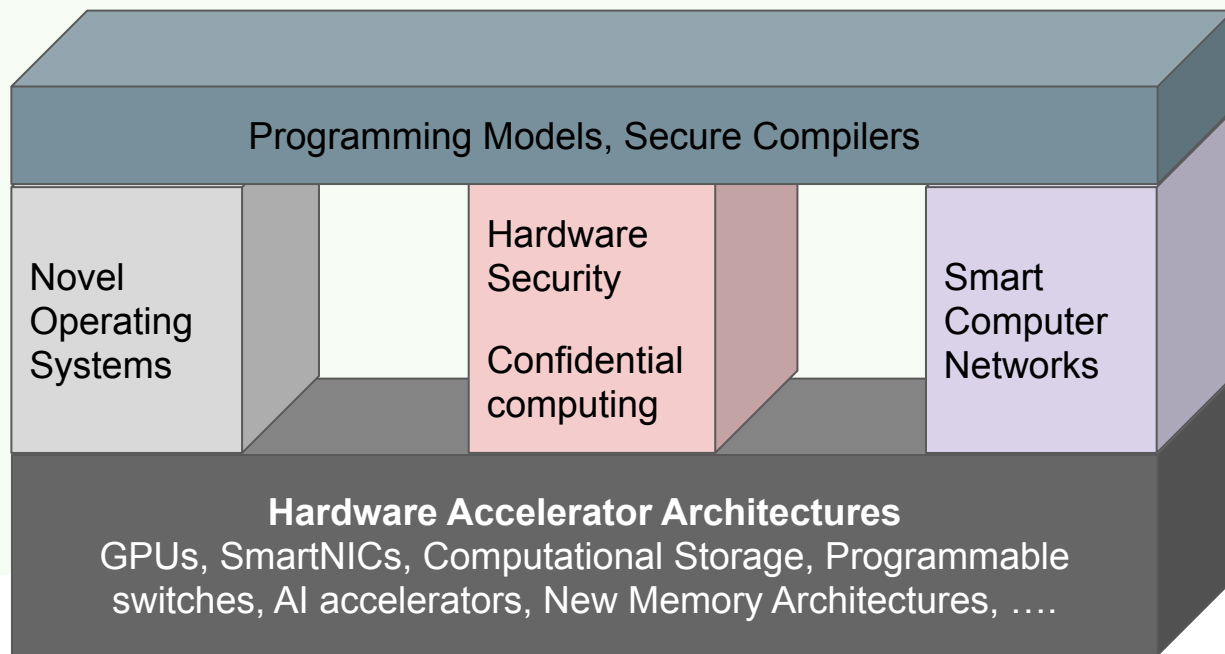 Programming Models, Secure Compilers
Novel
Operating
Systems
Hardware
Security
Confidential
computing
Smart
Computer
Networks
Hardware Accelerator Architectures
GPUs, SmartNICs, Computational Storage, Programmable
switches, AI accelerators, New Memory Architectures, ….